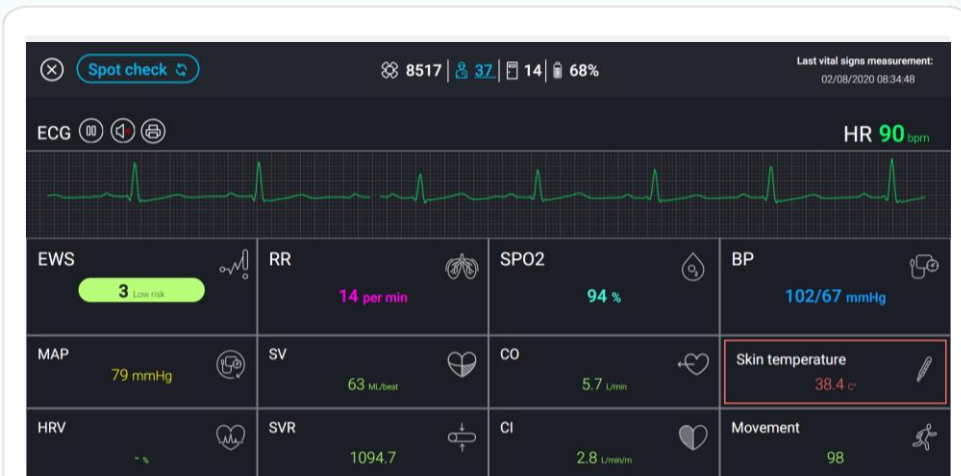 Spot check
8517 | 37 | 14 | 68%
Last vital signs measurement:
02/08/2020 08:34:48
ECG
HR 90 bpm
EWS
3 Low risk
RR
14 per min
SPO2
94 %
BP
102/67 mmHg
MAP
79 mmHg
SV
63 ML/beat
CO
5.7 L/min
Skin temperature
38.4 C°
HRV
- %
SVR
1094.7
CI
2.8 L/min/m
Movement
98